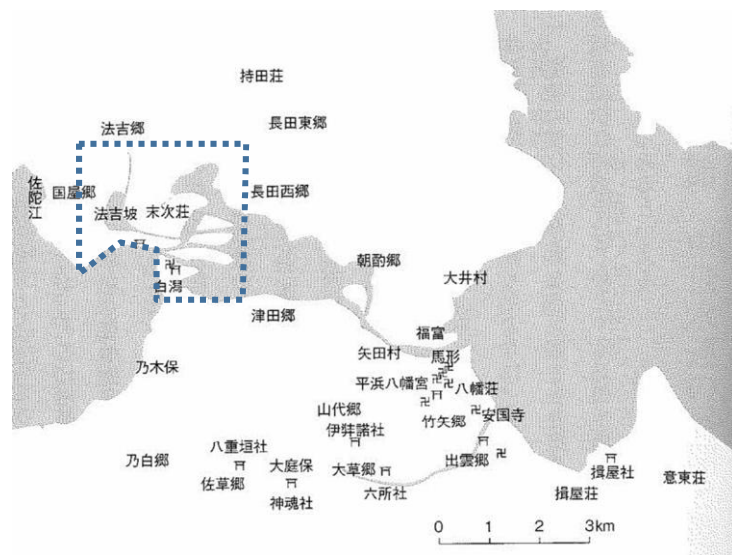 持田荘
法吉郷
長田東郷
佐陀江
国屋郷
長田西郷
法吉坡
末次荘
白潟
朝酌郷
大井村
津田郷
福富
矢田村
馬形
乃木保
平浜八幡宮
八幡荘
山代郷
竹矢郷
安国寺
伊弉諾社
八重垣社
乃白郷
大庭保
大草郷
出雲郷
揖屋社
佐草郷
六所社
揖屋荘
意東荘
神魂社
0 1 2 3km